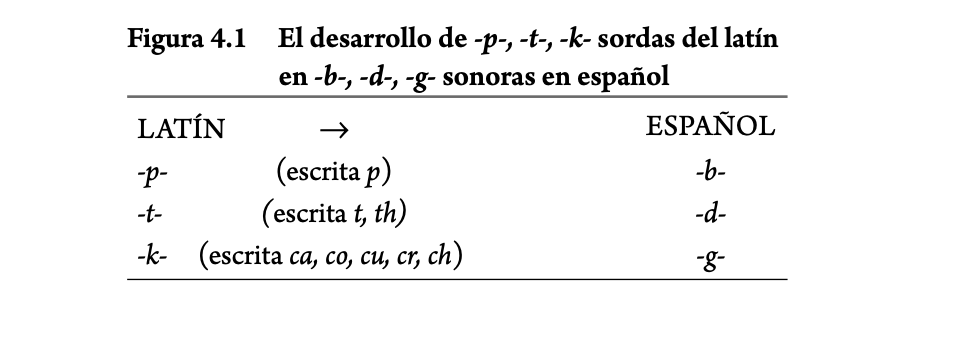 Figura 4.1 El desarrollo de -p-, -t-, -k- sordas del latín
en -b-, -d-, -g- sonoras en español
LATÍN → ESPAÑOL
-p- (escrita p) -b-
-t- (escrita t, th) -d-
-k- (escrita ca, co, cu, cr, ch) -g-